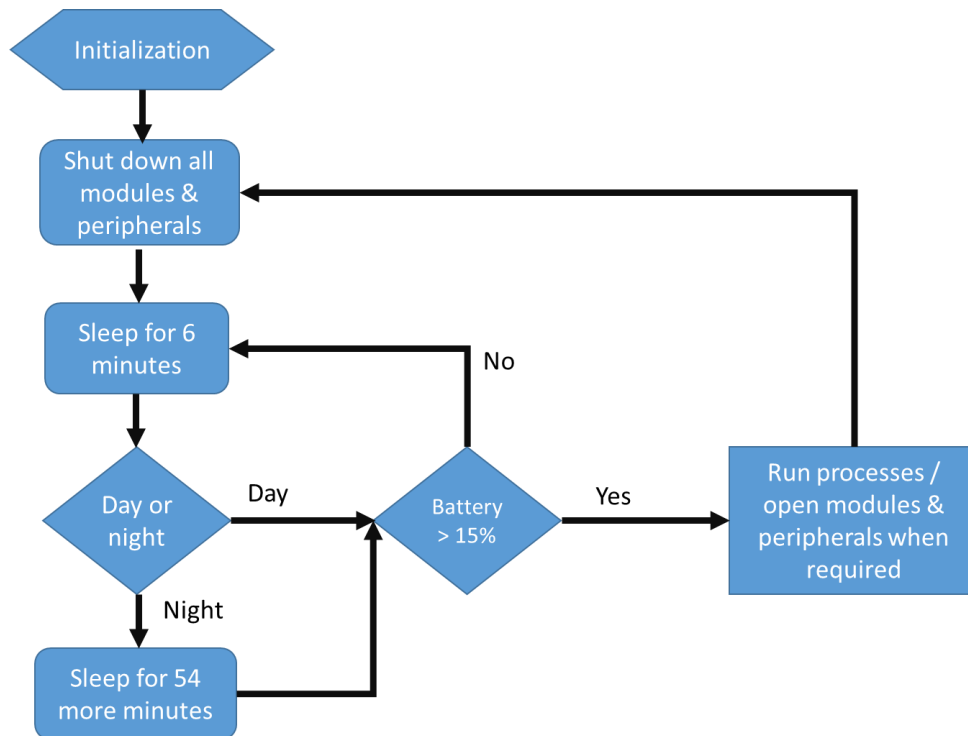 Initialization
Shut down all
modules &
peripherals
Sleep for 6
minutes
No
Day or
night
Day
Battery
> 15%
Yes
Run processes /
open modules &
peripherals when
required
Night
Sleep for 54
more minutes